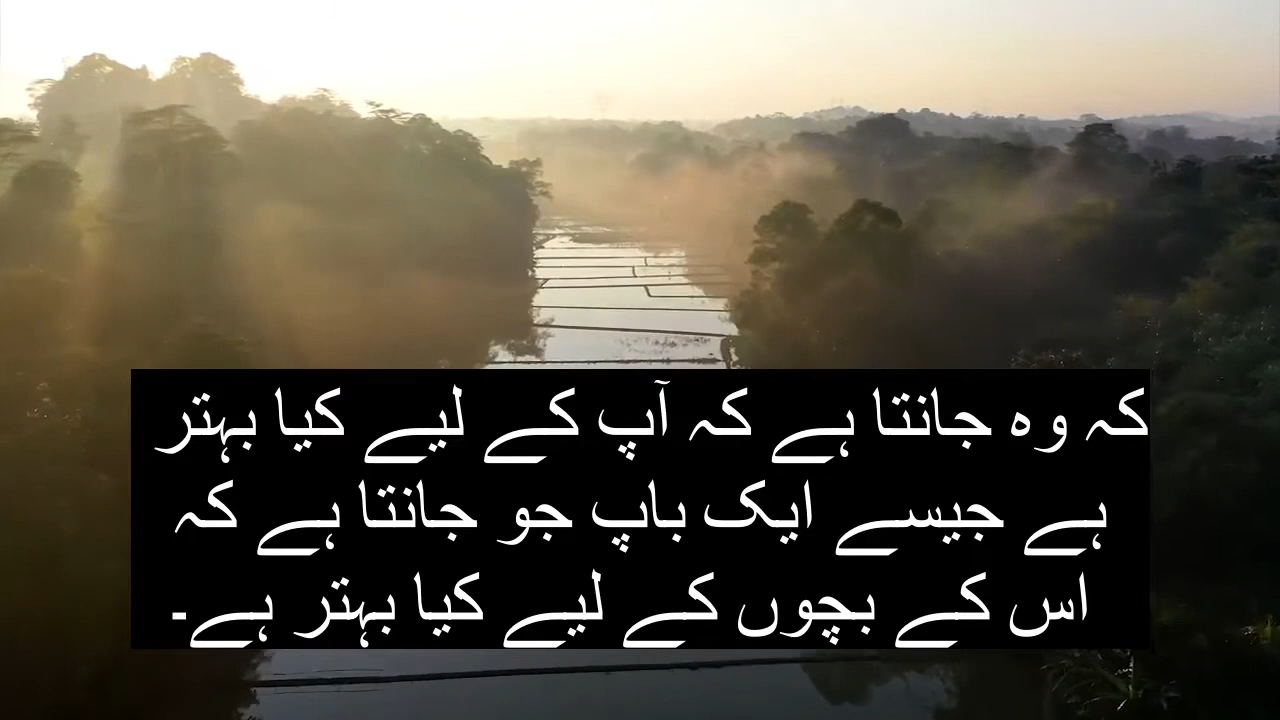 کہ وہ جانتا ہے کہ آپ کے لیے کیا بہتر
ہے جیسے ایک باپ جو جانتا ہے کہ
اس کے بچوں کے لیے کیا بہتر ہے۔